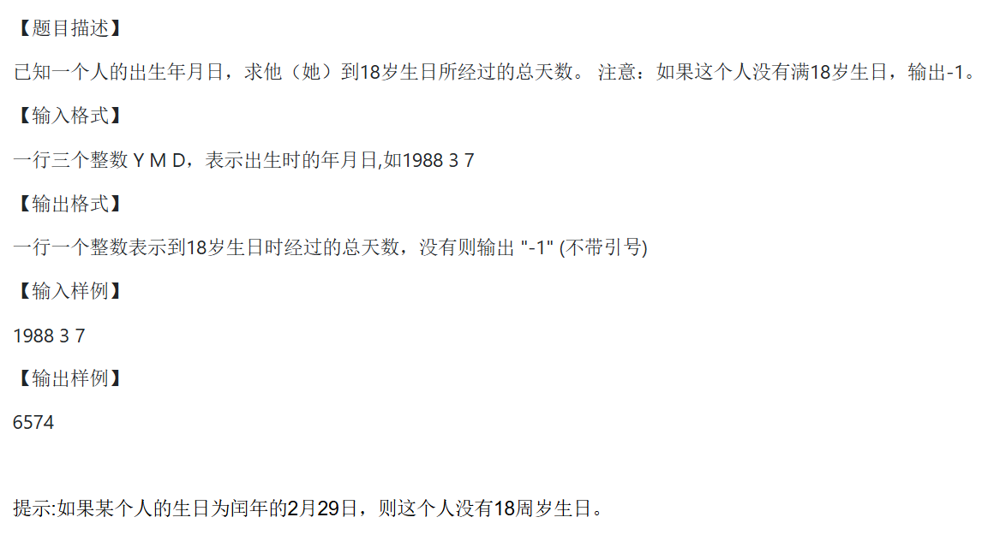 【题目描述】
已知一个人的出生年月日，求他（她）到18岁生日所经过的总天数。 注意：如果这个人没有满18岁生日，输出-1。
【输入格式】
一行三个整数 Y M D，表示出生时的年月日,如1988 3 7
【输出格式】
一行一个整数表示到18岁生日时经过的总天数，没有则输出 "-1" (不带引号)
【输入样例】
1988 3 7
【输出样例】
6574
提示:如果某个人的生日为闰年的2月29日，则这个人没有18周岁生日。